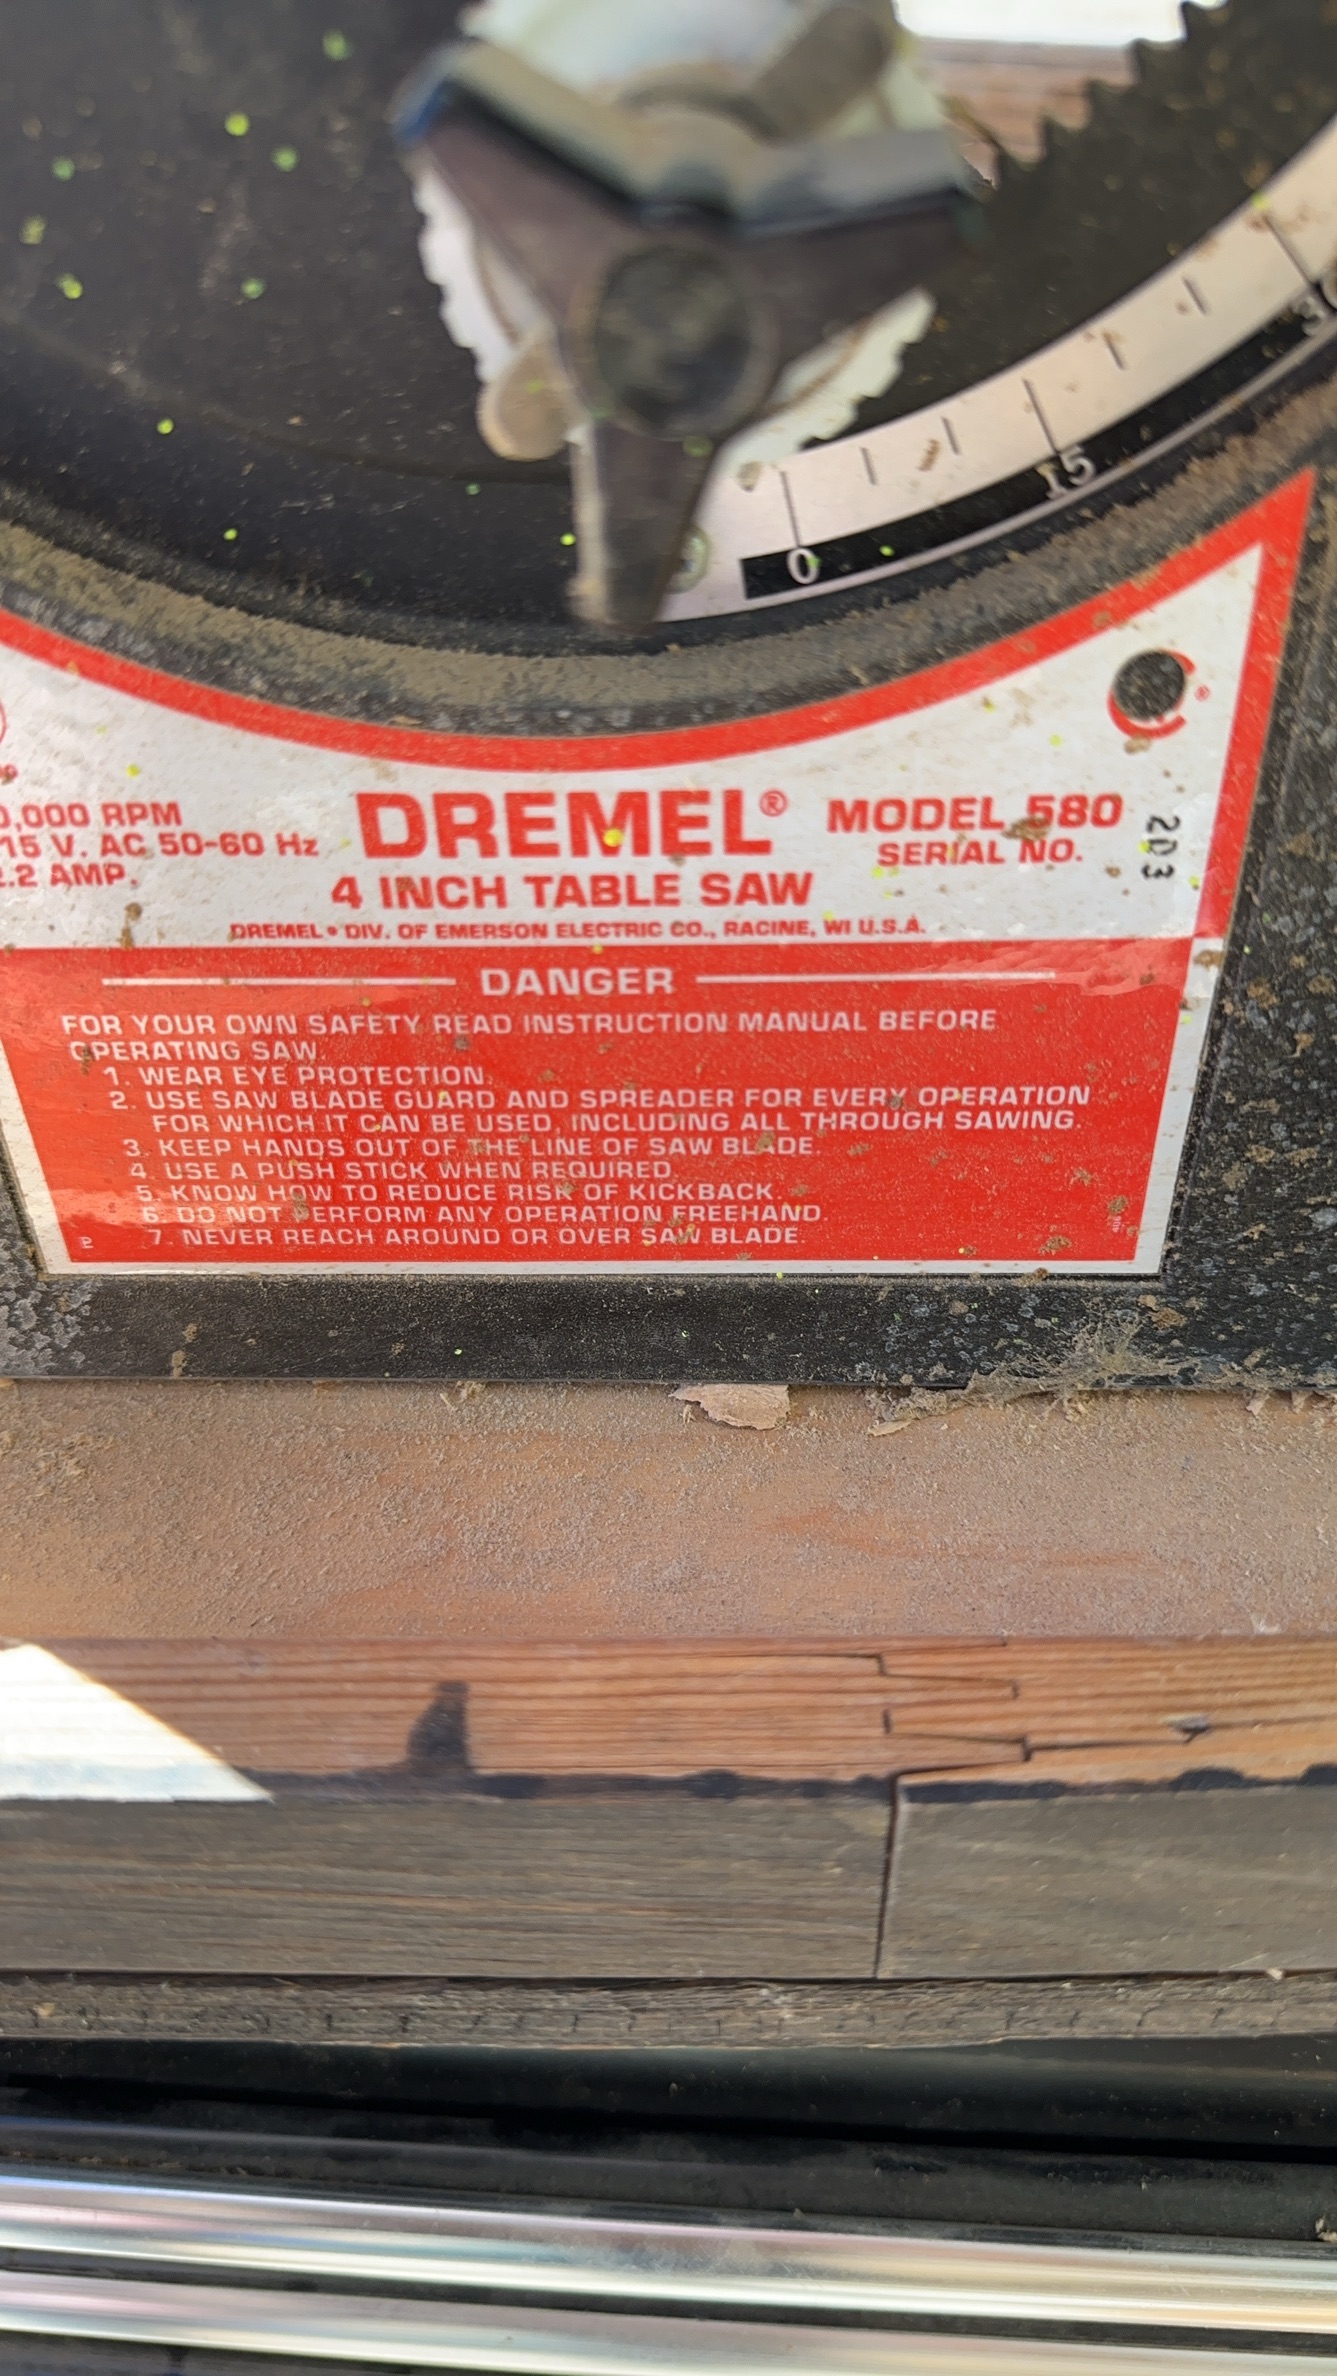 30
15
0
0,000 RPM
15 V. AC 50-60 Hz
.2 AMP.
DREMEL®
4 INCH TABLE SAW
MODEL 580
SERIAL NO.
203
®
DREMEL • DIV. OF EMERSON ELECTRIC CO., RACINE, WI U.S.A.
DANGER
FOR YOUR OWN SAFETY READ INSTRUCTION MANUAL BEFORE
OPERATING SAW.
1. WEAR EYE PROTECTION.
2. USE SAW BLADE GUARD AND SPREADER FOR EVERY OPERATION
FOR WHICH IT CAN BE USED, INCLUDING ALL THROUGH SAWING.
3. KEEP HANDS OUT OF THE LINE OF SAW BLADE.
4. USE A PUSH STICK WHEN REQUIRED.
5. KNOW HOW TO REDUCE RISK OF KICKBACK.
6. DO NOT PERFORM ANY OPERATION FREEHAND.
7. NEVER REACH AROUND OR OVER SAW BLADE.